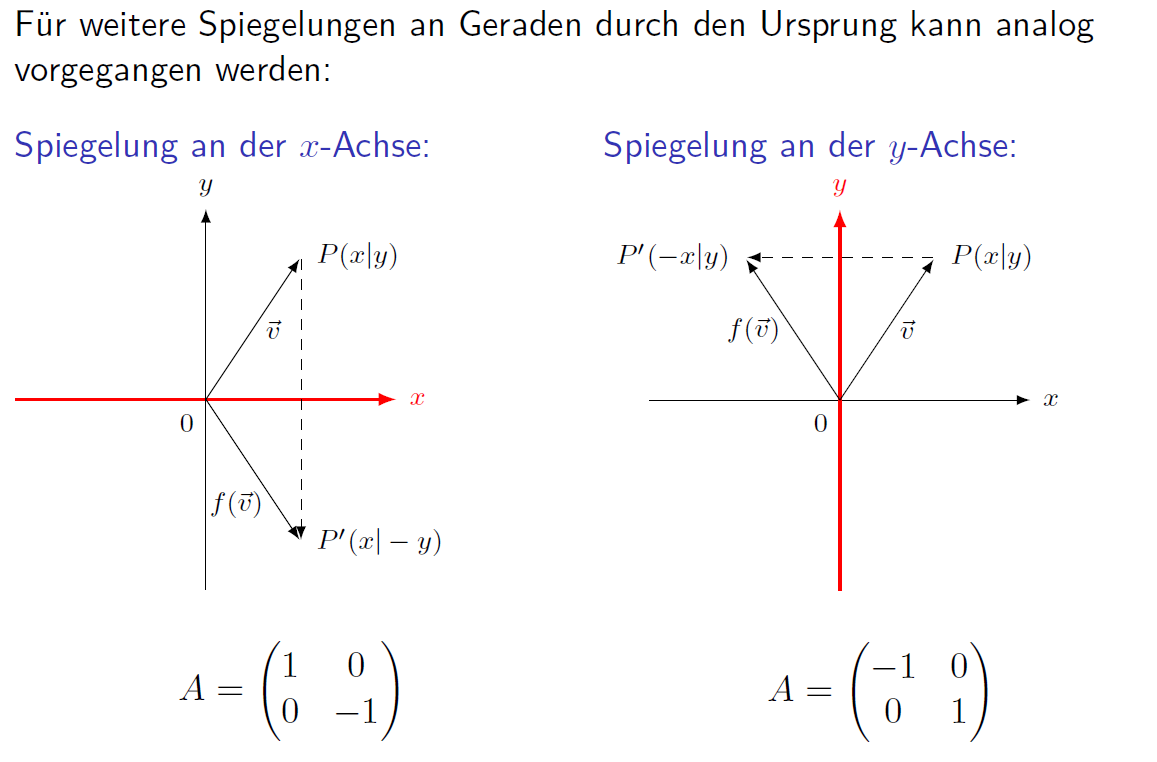 Für weitere Spiegelungen an Geraden durch den Ursprung kann analog
vorgegangen werden:
Spiegelung an der x-Achse:
y
P(x|y)
v⃗
x
0
f(v⃗)
P′(x| − y)
A = (1 0
0 −1)
Spiegelung an der y-Achse:
y
P′(−x|y)
P(x|y)
f(v⃗)
v⃗
x
0
A = (−1 0
0 1)